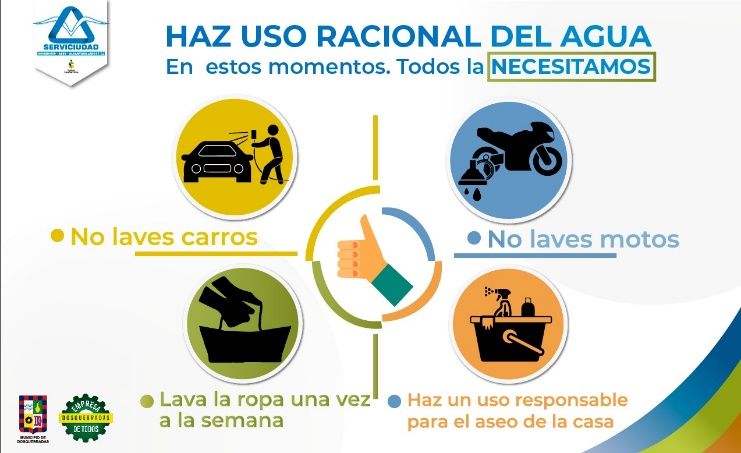 SERVICIUDAD
HAZ USO RACIONAL DEL AGUA
En estos momentos. Todos la NECESITAMOS
No laves carros
No laves motos
Lava la ropa una vez
a la semana
Haz un uso responsable
para el aseo de la casa
MUNICIPIO DE
DOSQUEBRADAS
EMPRESA
DOSQUEBRADAS
DE TODOS